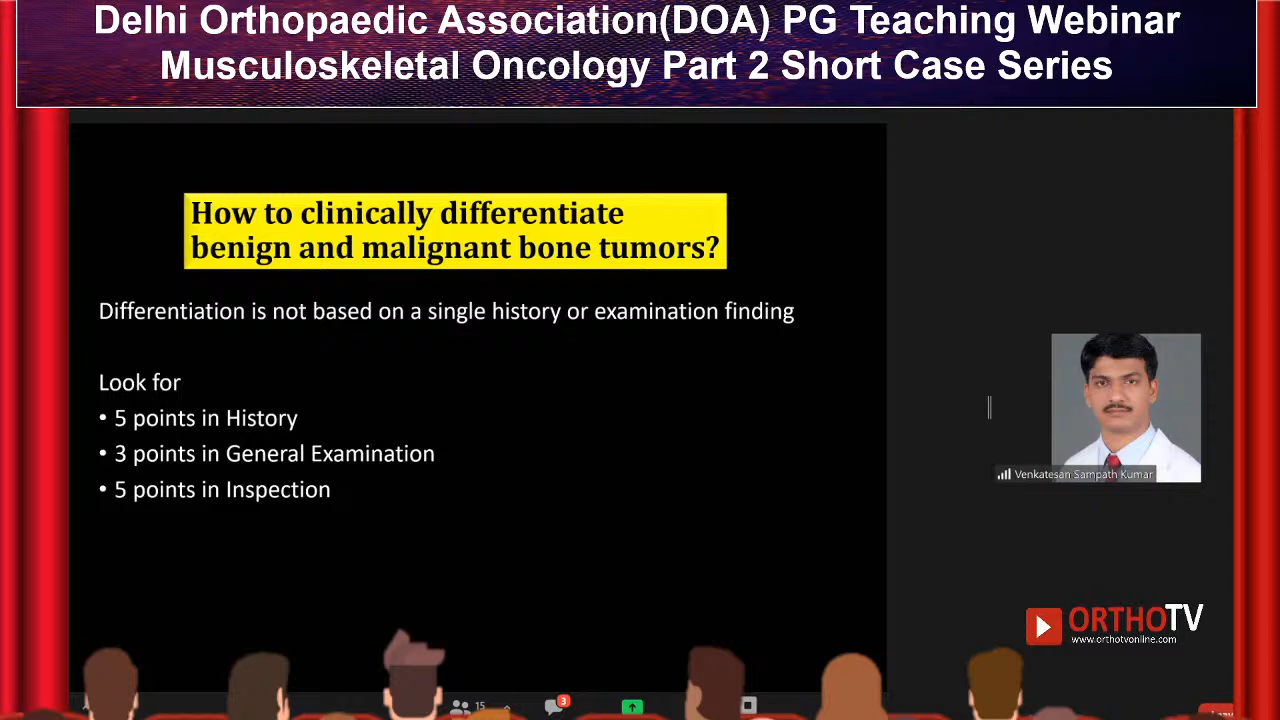 Delhi Orthopaedic Association(DOA) PG Teaching Webinar
Musculoskeletal Oncology Part 2 Short Case Series
How to clinically differentiate
benign and malignant bone tumors?
Differentiation is not based on a single history or examination finding
Look for
• 5 points in History
• 3 points in General Examination
• 5 points in Inspection
Venkatesan Sampath Kumar
ORTHOTV
www.orthotvonline.com
15
3